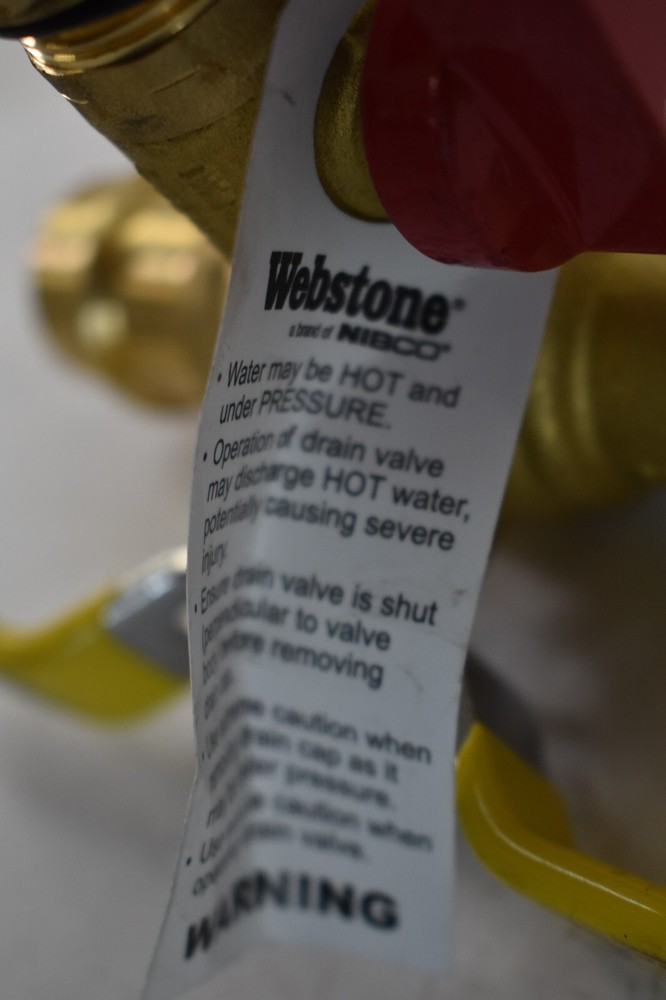 Webstone®
a brand of NIBCO®
• Water may be HOT and
under PRESSURE.
• Operation of drain valve
may discharge HOT water,
potentially causing severe
injury.
• Ensure drain valve is shut
(perpendicular to valve
body) before removing
caution when
drain cap as it
pressure.
caution when
drain valve.
WARNING